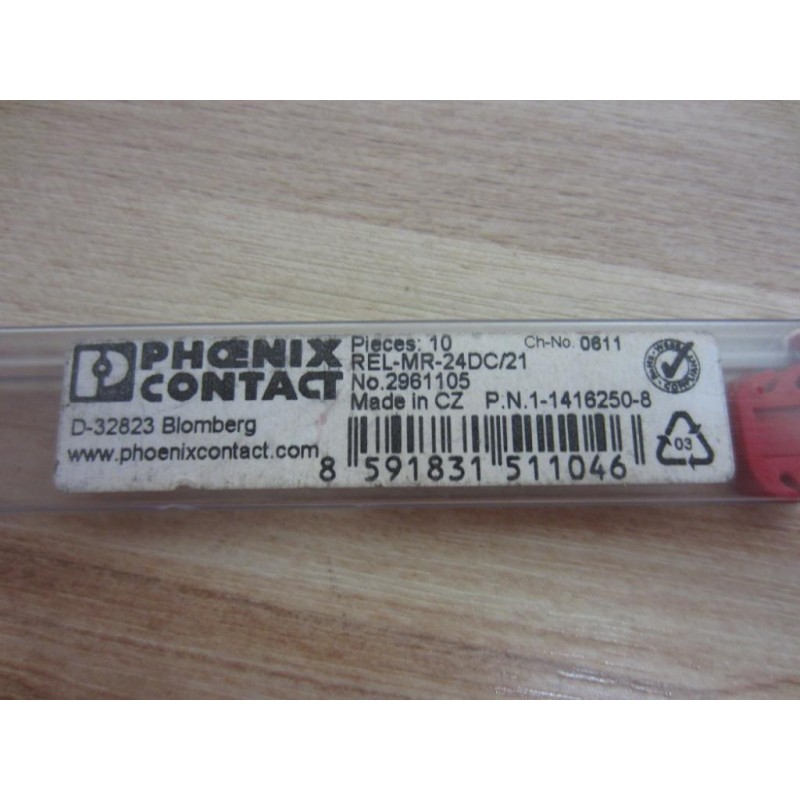 PHŒNIX
CONTACT
D-32823 Blomberg
www.phoenixcontact.com
Pieces: 10 Ch-No. 0611
REL-MR-24DC/21
No.2961105
Made in CZ P.N.1-1416250-8
8 591831 511046
03